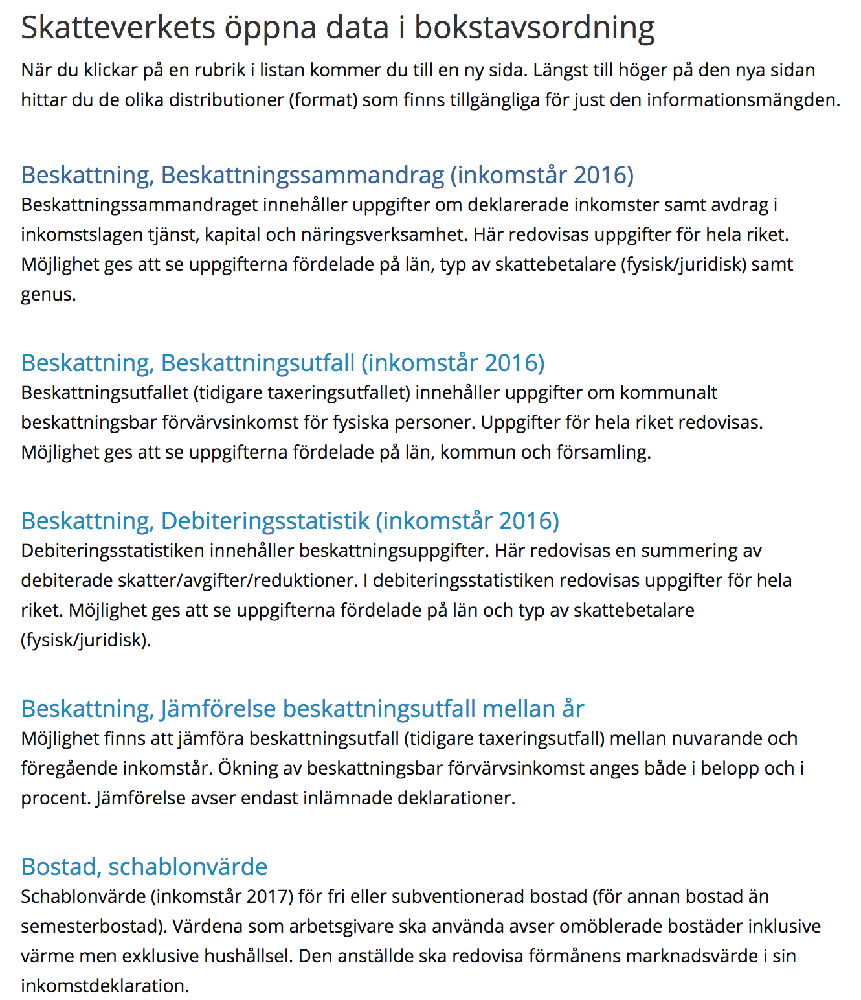 Skatteverkets öppna data i bokstavsordning
När du klickar på en rubrik i listan kommer du till en ny sida. Längst till höger på den nya sidan
hittar du de olika distributioner (format) som finns tillgängliga för just den informationsmängden.
Beskattning, Beskattningssammandrag (inkomstår 2016)
Beskattningssammandraget innehåller uppgifter om deklarerade inkomster samt avdrag i
inkomstslagen tjänst, kapital och näringsverksamhet. Här redovisas uppgifter för hela riket.
Möjlighet ges att se uppgifterna fördelade på län, typ av skattebetalare (fysisk/juridisk) samt
genus.
Beskattning, Beskattningsutfall (inkomstår 2016)
Beskattningsutfallet (tidigare taxeringsutfallet) innehåller uppgifter om kommunalt
beskattningsbar förvärvsinkomst för fysiska personer. Uppgifter för hela riket redovisas.
Möjlighet ges att se uppgifterna fördelade på län, kommun och församling.
Beskattning, Debiteringsstatistik (inkomstår 2016)
Debiteringsstatistiken innehåller beskattningsuppgifter. Här redovisas en summering av
debiterade skatter/avgifter/reduktioner. I debiteringsstatistiken redovisas uppgifter för hela
riket. Möjlighet ges att se uppgifterna fördelade på län och typ av skattebetalare
(fysisk/juridisk).
Beskattning, Jämförelse beskattningsutfall mellan år
Möjlighet finns att jämföra beskattningsutfall (tidigare taxeringsutfall) mellan nuvarande och
föregående inkomstår. Ökning av beskattningsbar förvärvsinkomst anges både i belopp och i
procent. Jämförelse avser endast inlämnade deklarationer.
Bostad, schablonvärde
Schablonvärde (inkomstår 2017) för fri eller subventionerad bostad (för annan bostad än
semesterbostad). Värdena som arbetsgivare ska använda avser omöblerade bostäder inklusive
värme men exklusive hushållsel. Den anställde ska redovisa förmånens marknadsvärde i sin
inkomstdeklaration.